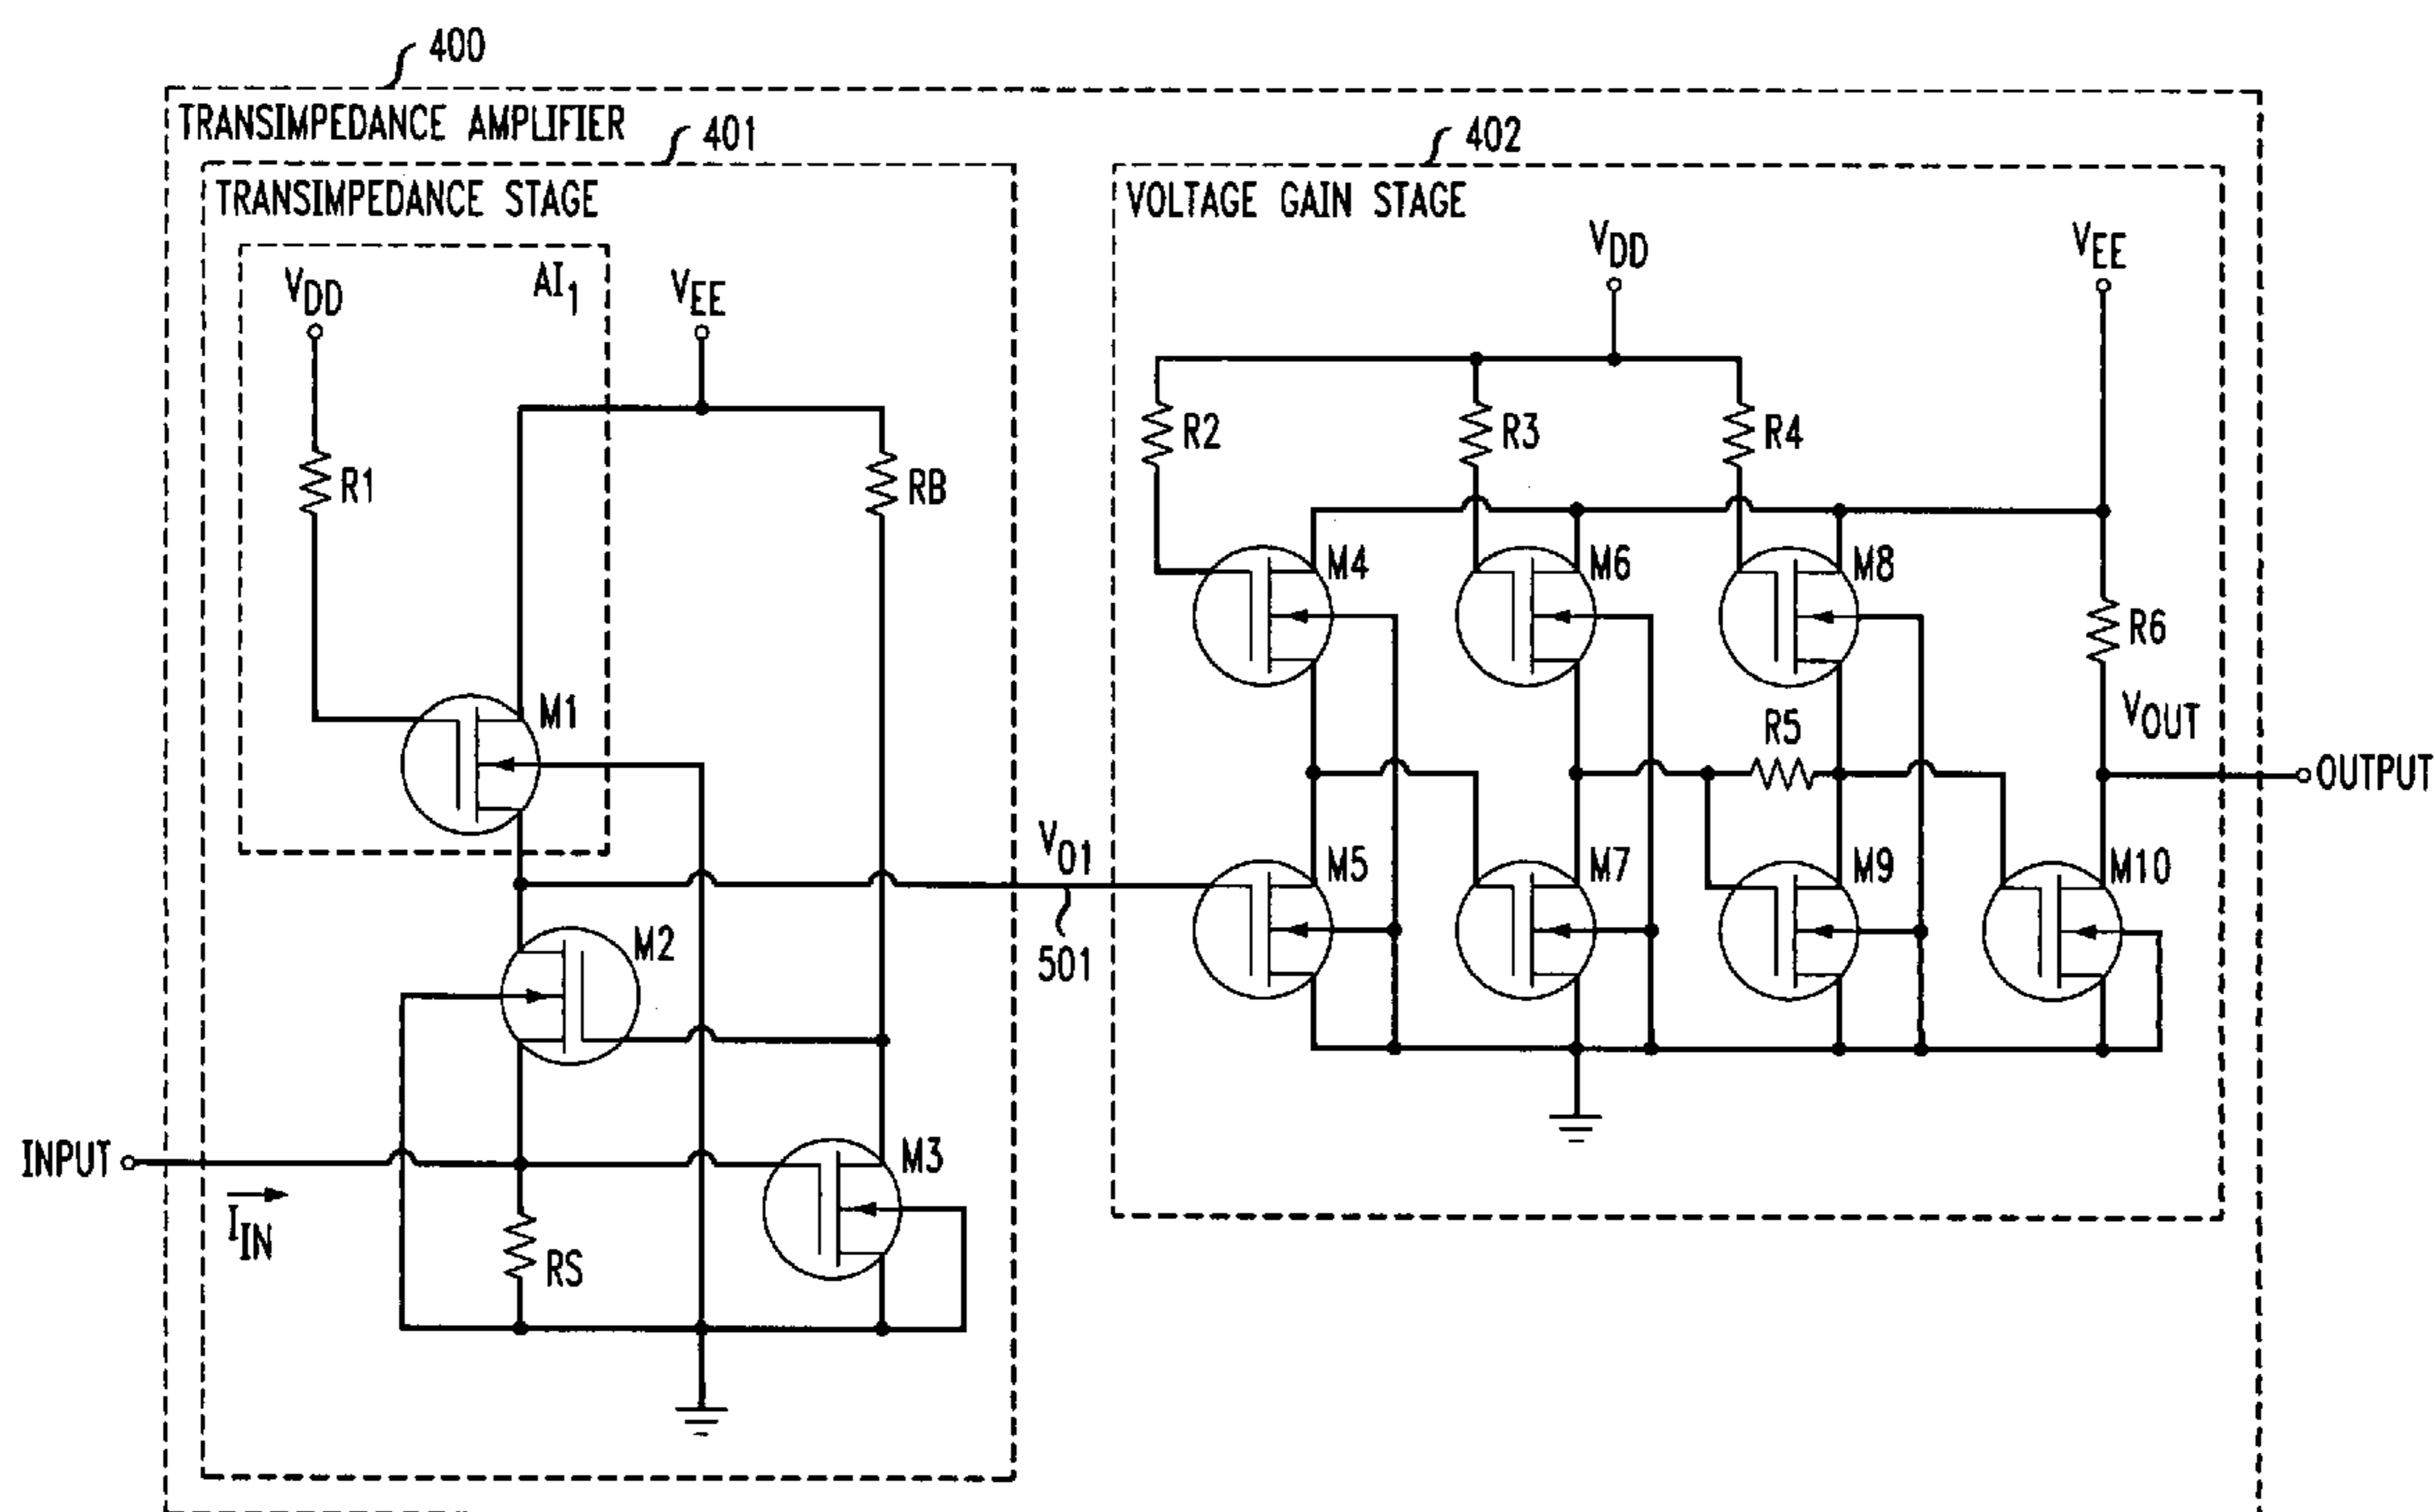 400
TRANSIMPEDANCE AMPLIFIER
401
402
TRANSIMPEDANCE STAGE
VOLTAGE GAIN STAGE
VDD
AI1
VEE
VDD
VEE
R1
RB
R2
R3
R4
M4
M6
M8
R6
M1
R5
VOUT
OUTPUT
VO1
501
M5
M7
M9
M10
M2
INPUT
IIN
M3
RS